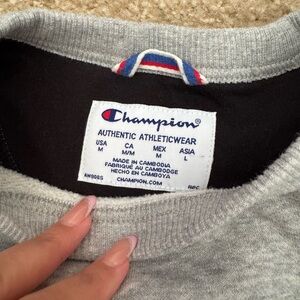 Champion®
AUTHENTIC ATHLETICWEAR
USA CA MEX ASIA
M M/M M L
MADE IN CAMBODIA
FABRIQUÉ AU CAMBODGE
HECHO EN CAMBOYA
CHAMPION.COM